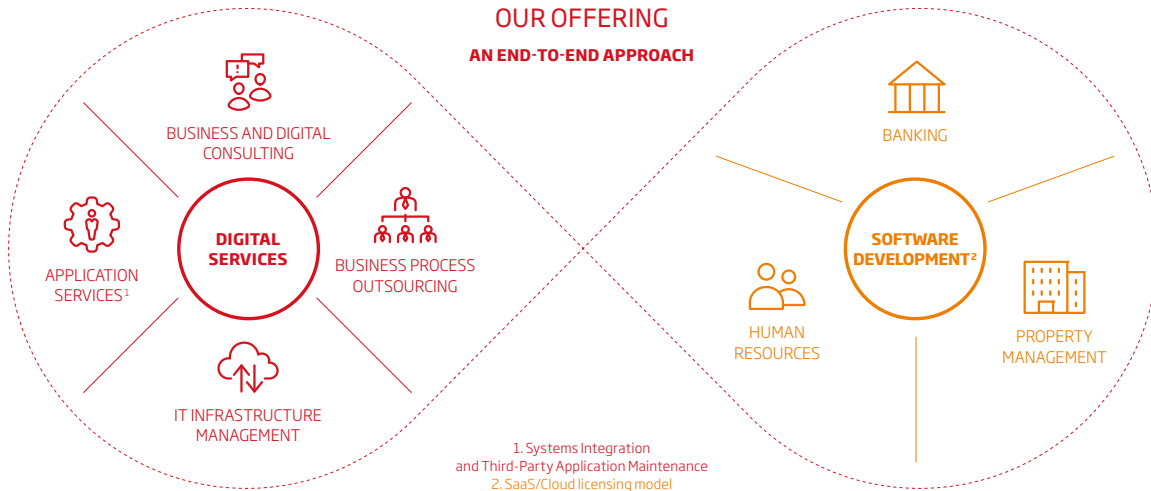 OUR OFFERING
AN END-TO-END APPROACH
BUSINESS AND DIGITAL
CONSULTING
APPLICATION
SERVICES¹
DIGITAL
SERVICES
BUSINESS PROCESS
OUTSOURCING
IT INFRASTRUCTURE
MANAGEMENT
BANKING
SOFTWARE
DEVELOPMENT²
HUMAN
RESOURCES
PROPERTY
MANAGEMENT
1. Systems Integration
and Third-Party Application Maintenance
2. SaaS/Cloud licensing model